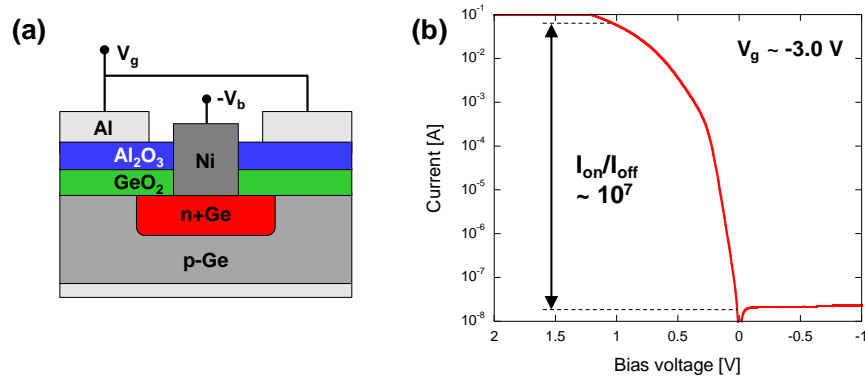 (a)
V_g
-V_b
Al
Al₂O₃
Ni
GeO₂
n+Ge
p-Ge
(b)
Current [A]
10⁻¹
10⁻²
10⁻³
10⁻⁴
10⁻⁵
10⁻⁶
10⁻⁷
10⁻⁸
V_g ~ -3.0 V
I_on/I_off
~ 10⁷
2 1.5 1 0.5 0 -0.5 -1
Bias voltage [V]